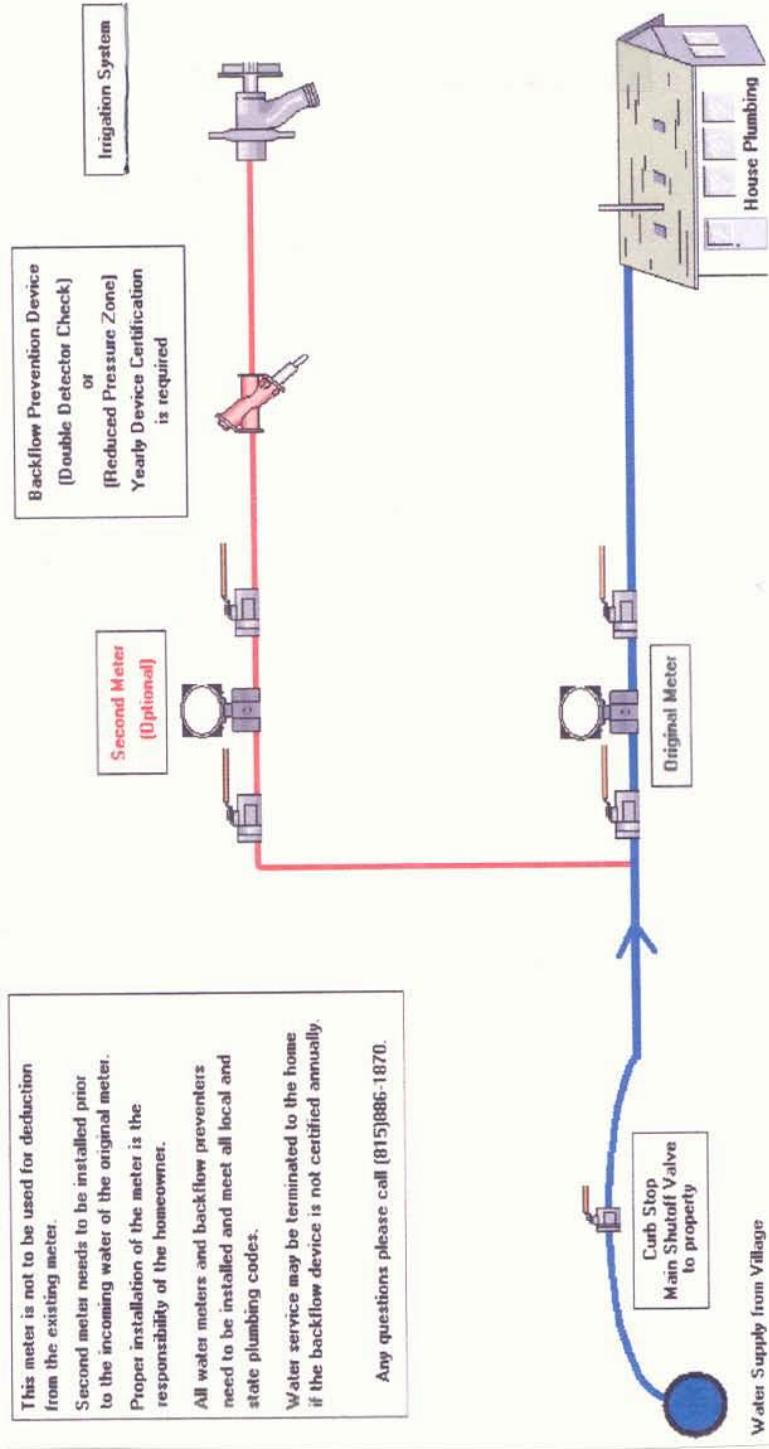 This meter is not to be used for deduction
from the existing meter.
Second meter needs to be installed prior
to the incoming water of the original meter.
Proper installation of the meter is the
responsibility of the homeowner.
All water meters and backflow preventers
need to be installed and meet all local and
state plumbing codes.
Water service may be terminated to the home
if the backflow device is not certified annually.
Any questions please call (815)886-1870.
Second Meter
(Optional)
Backflow Prevention Device
(Double Detector Check)
or
(Reduced Pressure Zone)
Yearly Device Certification
is required
Irrigation System
Curb Stop
Main Shutoff Valve
to property
Original Meter
House Plumbing
Water Supply from Village